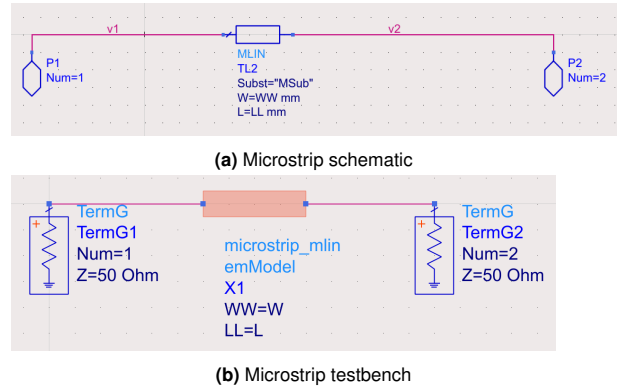 v1
v2
P1
Num=1
MLIN
TL2
Subst="MSub"
W=WW mm
L=LL mm
P2
Num=2
(a) Microstrip schematic
TermG
TermG1
Num=1
Z=50 Ohm
microstrip_mlin
emModel
X1
WW=W
LL=L
TermG
TermG2
Num=2
Z=50 Ohm
(b) Microstrip testbench